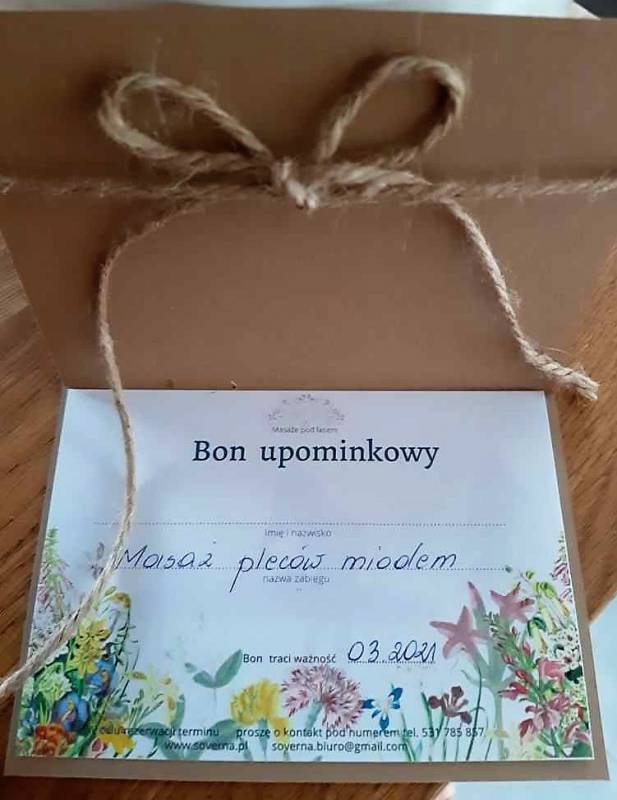 Masaże pod lasem
Bon upominkowy
imię i nazwisko
Masaż pleców miodem
nazwa zabiegu
Bon traci ważność 03.2021
celu rezerwacji terminu proszę o kontakt pod numerem tel. 531 785 857
www.soverna.pl soverna.biuro@gmail.com